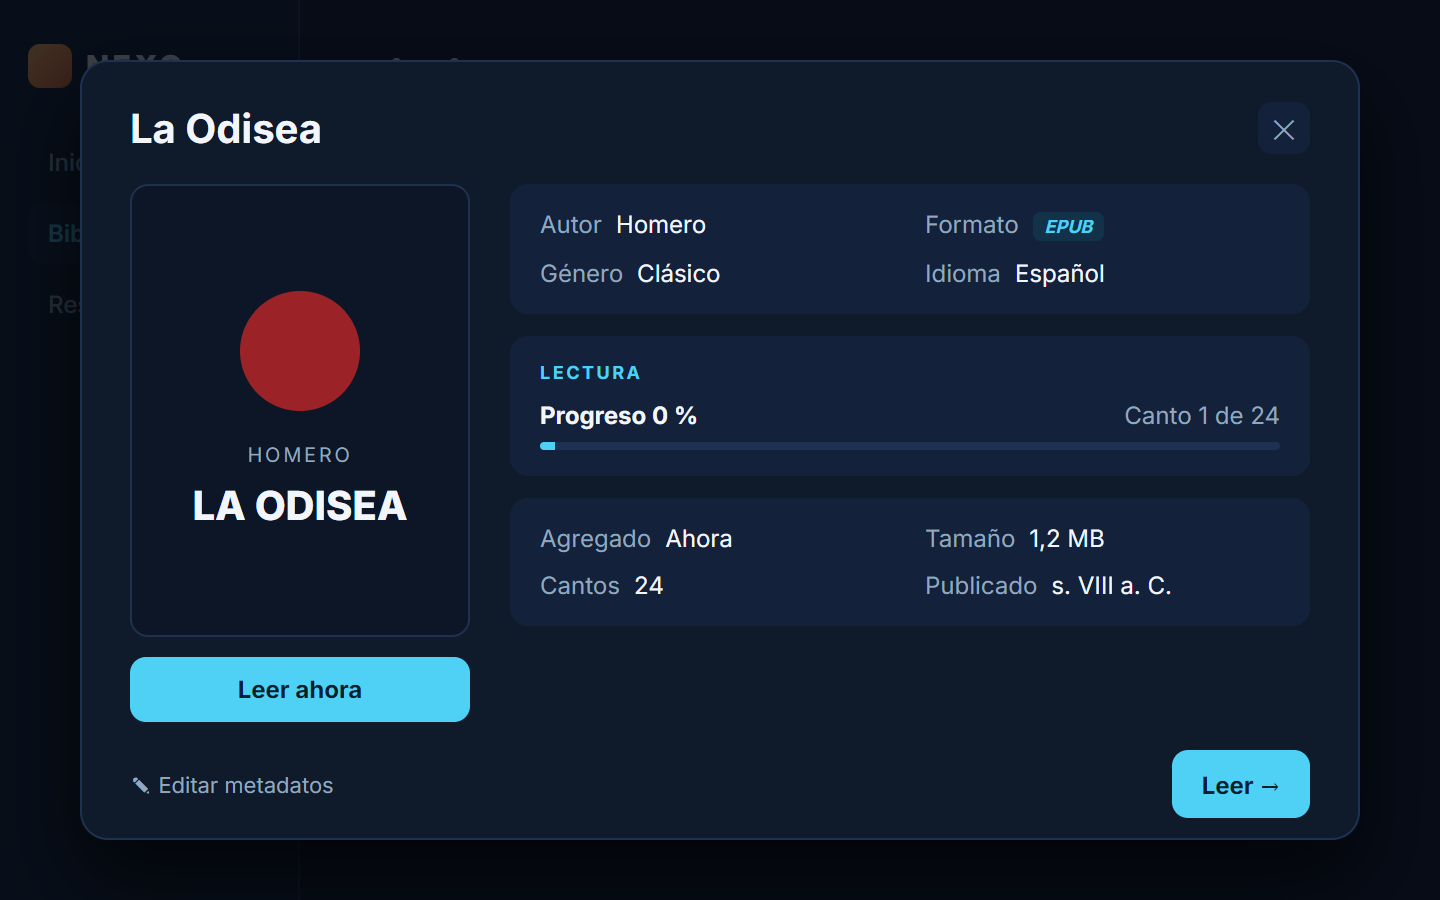 La Odisea
HOMERO
LA ODISEA
Leer ahora
Autor Homero
Formato EPUB
Género Clásico
Idioma Español
LECTURA
Progreso 0 %
Canto 1 de 24
Agregado Ahora
Tamaño 1,2 MB
Cantos 24
Publicado s. VIII a. C.
Editar metadatos
Leer →